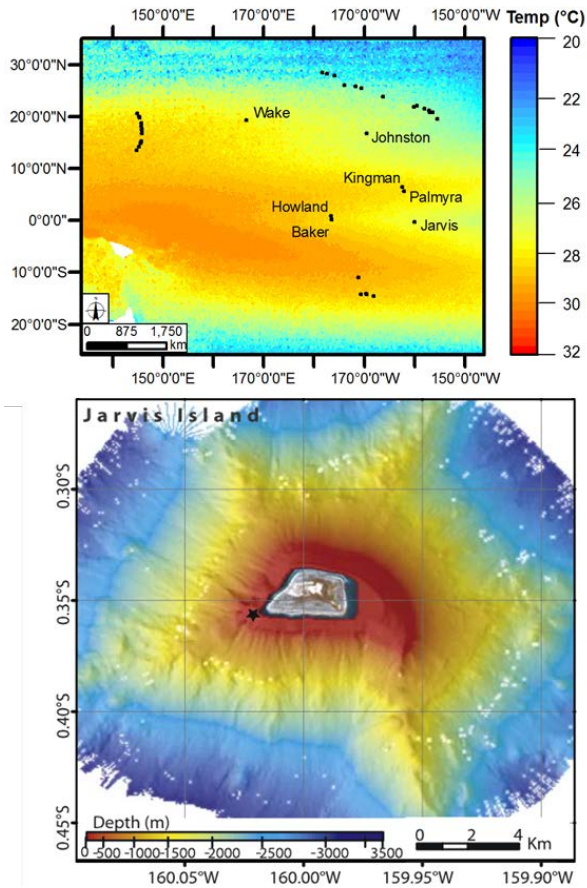 150°0'0"E 170°0'0"E 170°0'0"W 150°0'0"W
Temp (°C)
30°0'0"N
20°0'0"N
10°0'0"N
0°0'0"
10°0'0"S
20°0'0"S
Wake
Johnston
Kingman
Palmyra
Howland
Baker
Jarvis
0 875 1,750
km
150°0'0"E 170°0'0"E 170°0'0"W 150°0'0"W
20
22
24
26
28
30
32
Jarvis Island
0.30°S
0.35°S
0.40°S
0.45°S
Depth (m)
0 -500 -1000 -1500 -2000 -2500 -3000 3500
0 2 4
Km
160.05°W 160.00°W 159.95°W 159.90°W